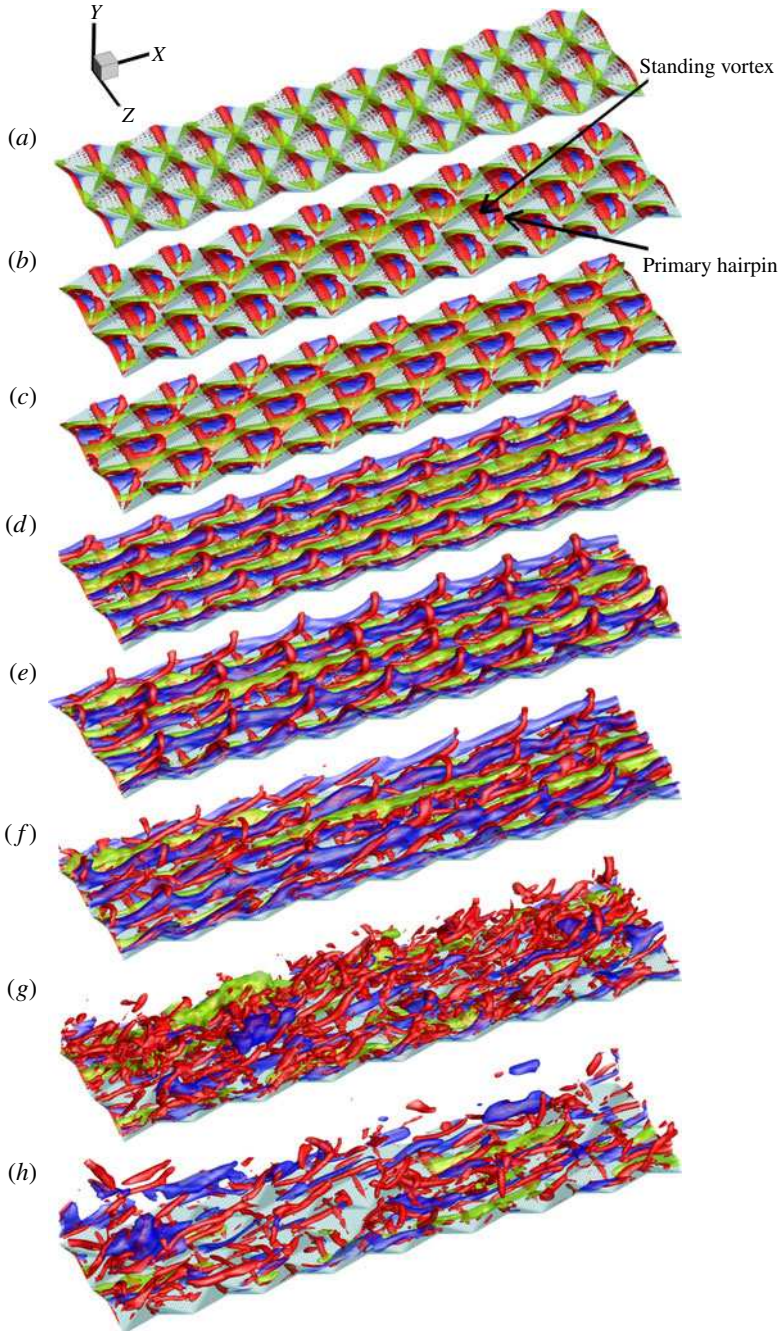 Y
X
Z
Standing vortex
(a)
(b)
Primary hairpin
(c)
(d)
(e)
(f)
(g)
(h)